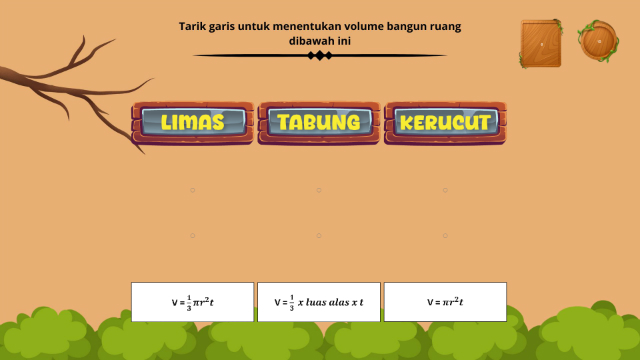 Tarik garis untuk menentukan volume bangun ruang
dibawah ini
LIMAS TABUNG KERUCUT
V = 1/3 πr²t V = 1/3 x luas alas x t V = πr²t